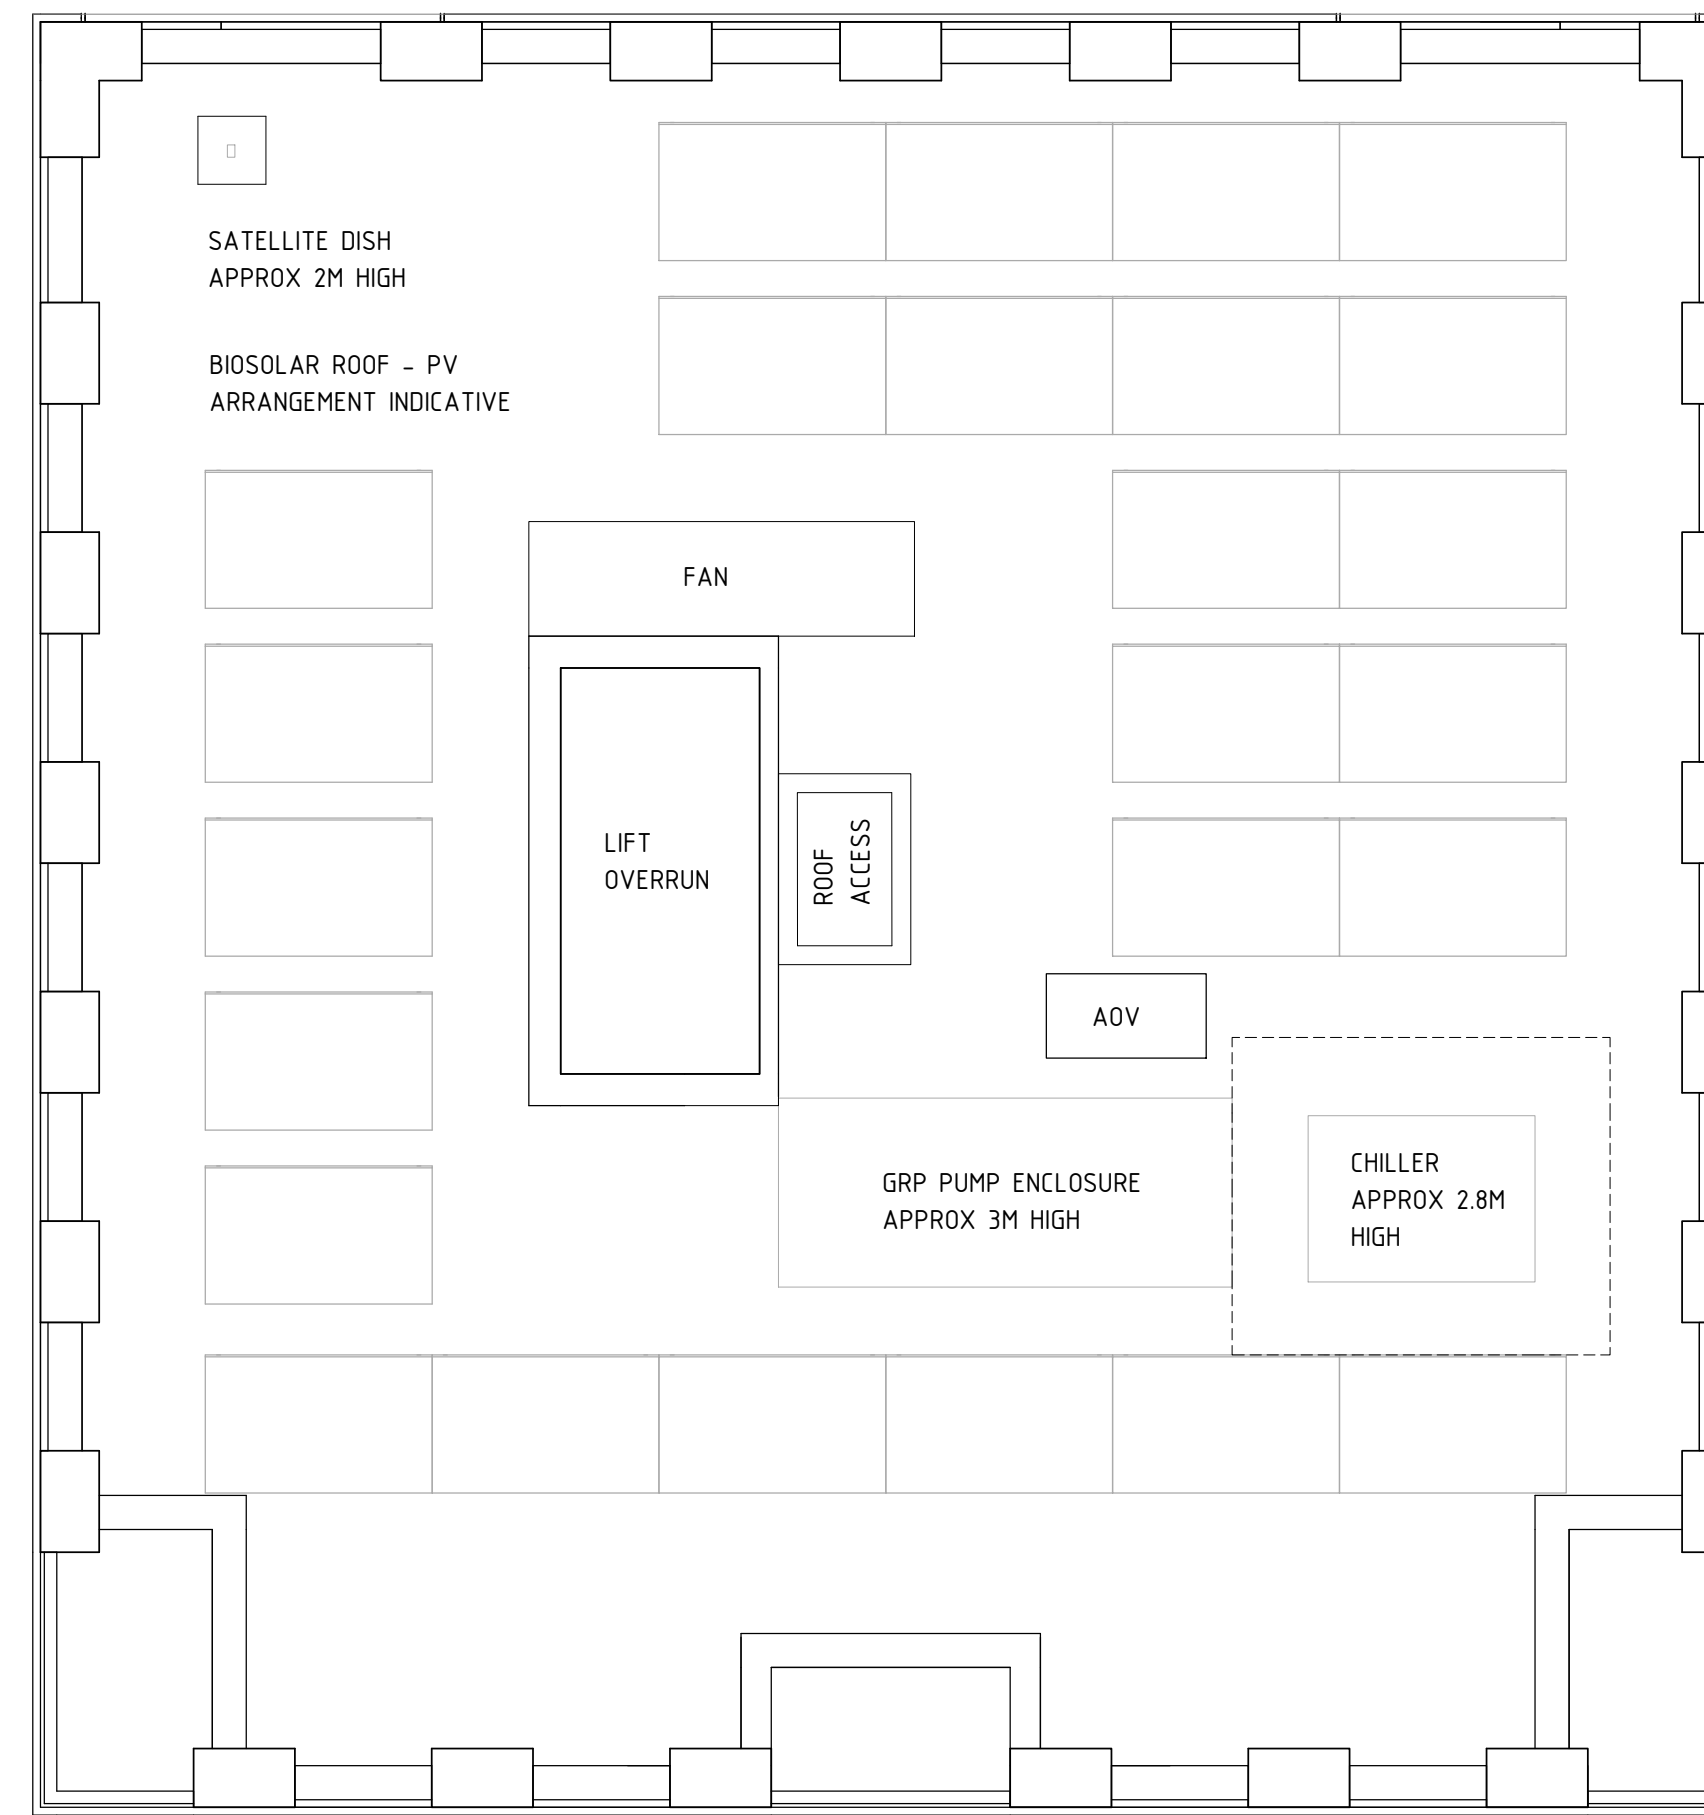 SATELLITE DISH
APPROX 2M HIGH
BIOSOLAR ROOF - PV
ARRANGEMENT INDICATIVE
FAN
LIFT
OVERRUN
ROOF
ACCESS
AOV
GRP PUMP ENCLOSURE
APPROX 3M HIGH
CHILLER
APPROX 2.8M
HIGH